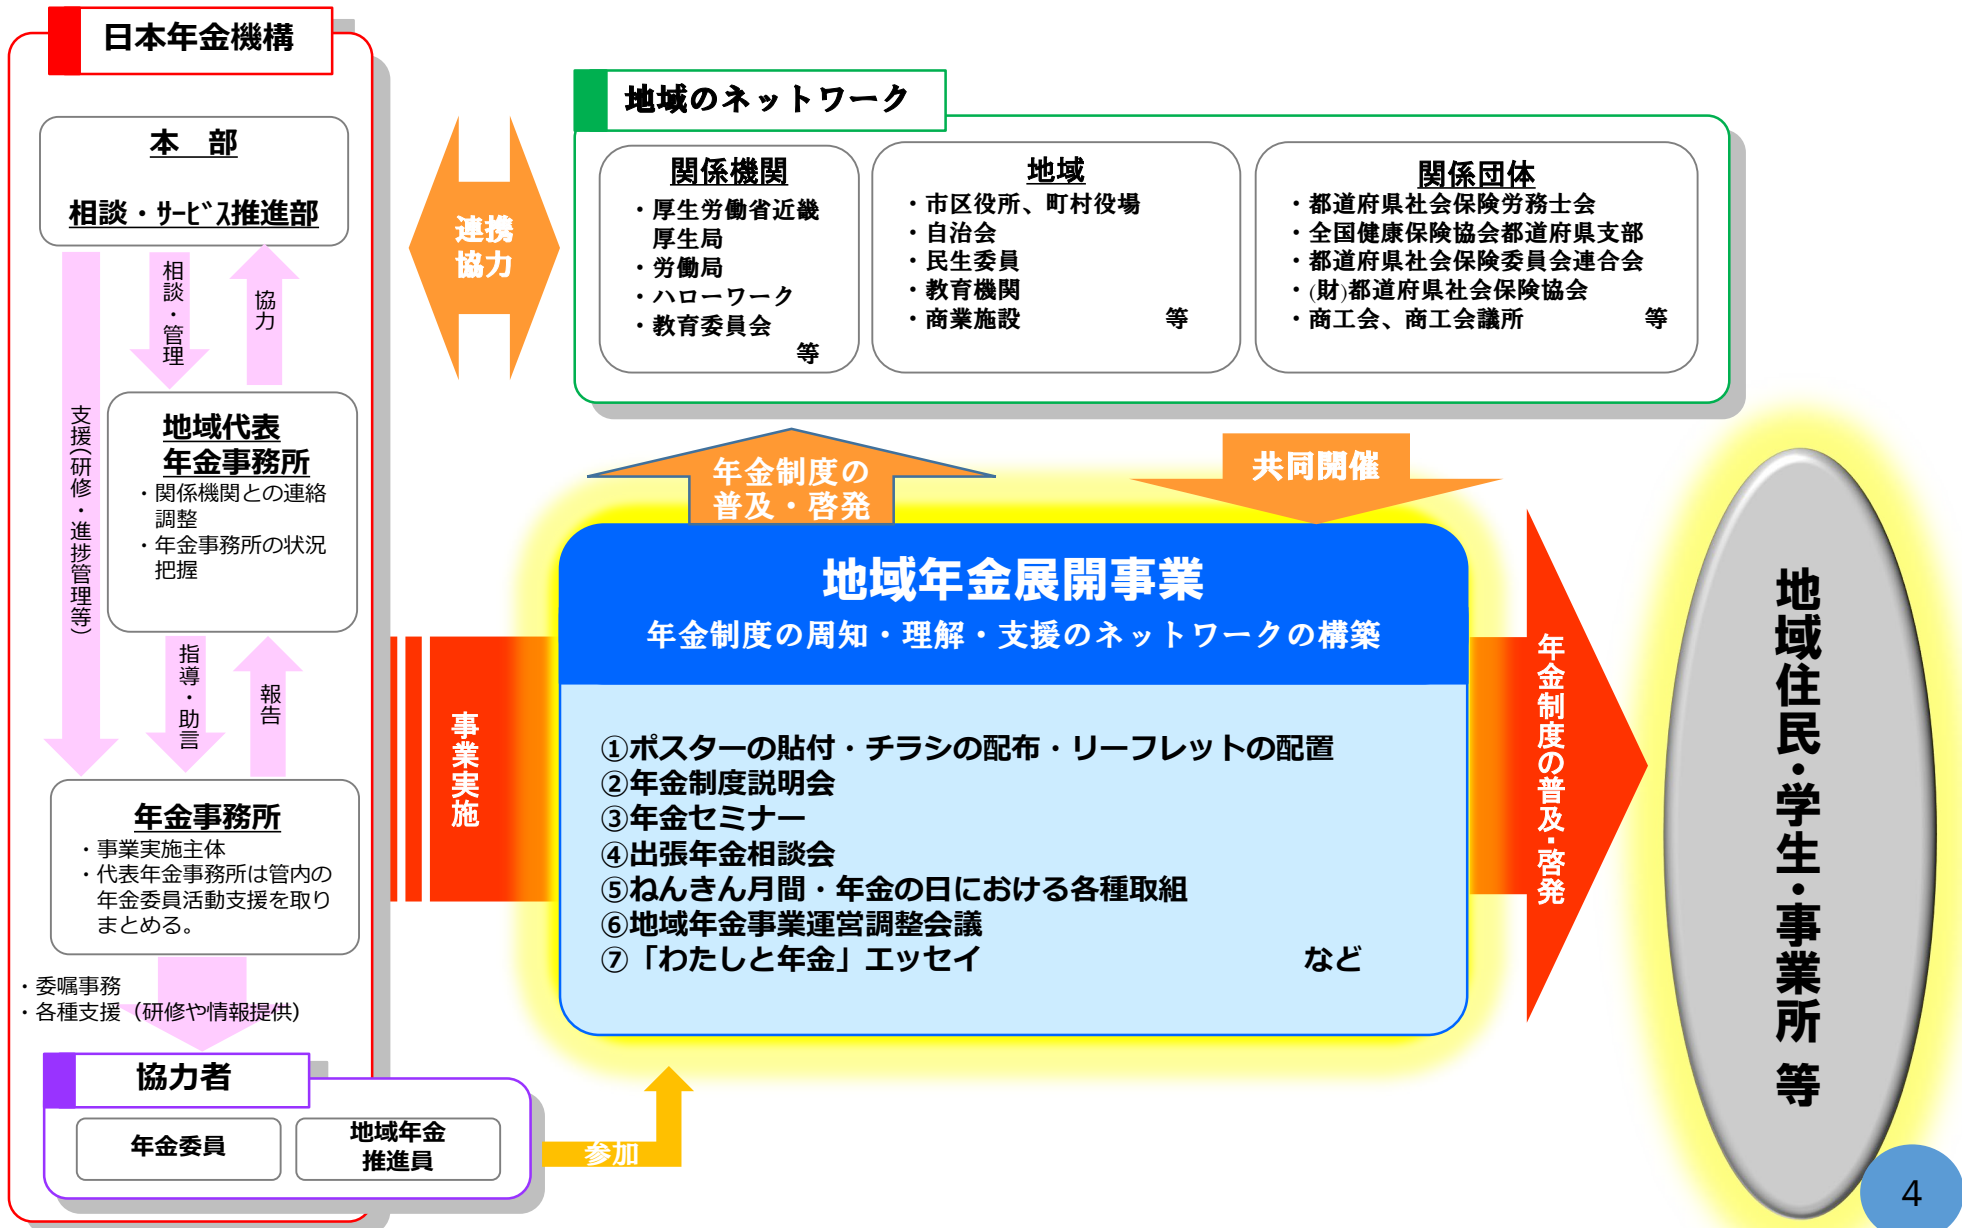 日本年金機構
本　部
相談・ｻｰﾋﾞｽ推進部
相談・管理
協力
支援(研修・進捗管理等)
地域代表
年金事務所
・関係機関との連絡
調整
・年金事務所の状況
把握
指導・助言
報告
年金事務所
・事業実施主体
・代表年金事務所は管内の
年金委員活動支援を取り
まとめる。
・委嘱事務
・各種支援（研修や情報提供）
協力者
年金委員
地域年金
推進員
参加
連携
協力
地域のネットワーク
関係機関
・厚生労働省近畿
厚生局
・労働局
・ハローワーク
・教育委員会
等
地域
・市区役所、町村役場
・自治会
・民生委員
・教育機関
・商業施設　等
関係団体
・都道府県社会保険労務士会
・全国健康保険協会都道府県支部
・都道府県社会保険委員会連合会
・(財)都道府県社会保険協会
・商工会、商工会議所　等
年金制度の
普及・啓発
共同開催
事業実施
地域年金展開事業
年金制度の周知・理解・支援のネットワークの構築
①ポスターの貼付・チラシの配布・リーフレットの配置
②年金制度説明会
③年金セミナー
④出張年金相談会
⑤ねんきん月間・年金の日における各種取組
⑥地域年金事業運営調整会議
⑦「わたしと年金」エッセイ　など
年金制度の普及・啓発
地域住民・学生・事業所 等
4